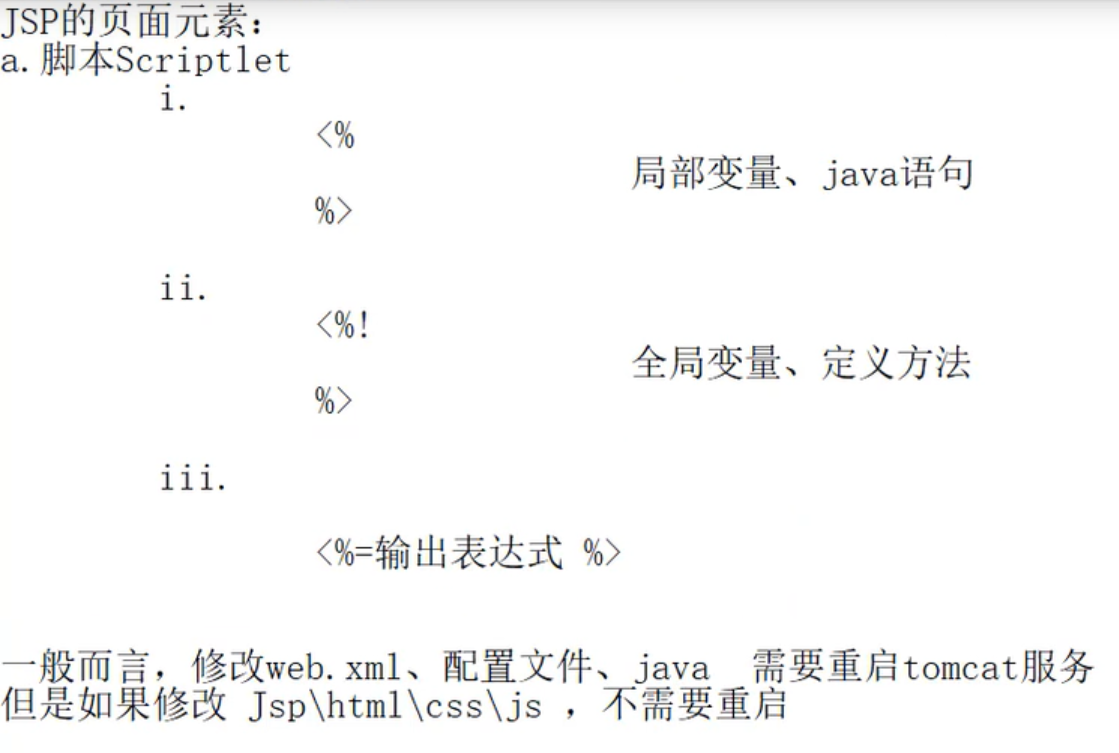 JSP的页面元素：
a.脚本Scriptlet
i.
<%
局部变量、java语句
%>
ii.
<%!
全局变量、定义方法
%>
iii.
<%=输出表达式 %>
一般而言，修改web.xml、配置文件、java 需要重启tomcat服务
但是如果修改 Jsp\html\css\js ，不需要重启